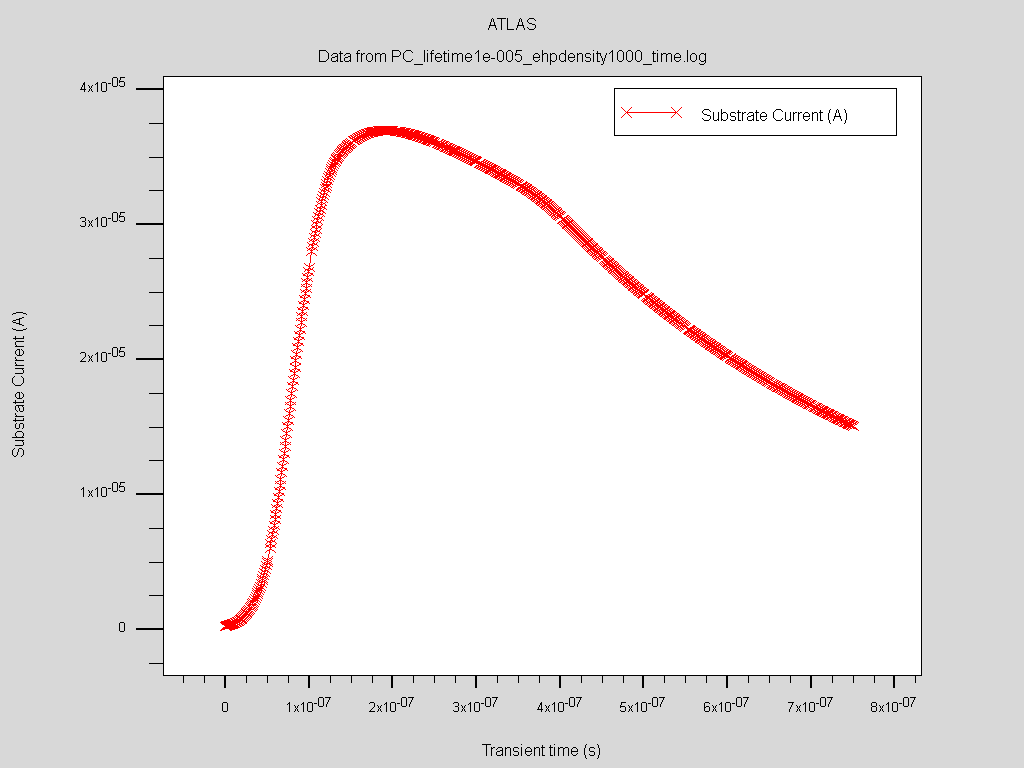 ATLAS
Data from PC_lifetime1e-005_ehpdensity1000_time.log
Substrate Current (A)
4x10-05
3x10-05
2x10-05
1x10-05
0
Substrate Current (A)
0 1x10-07 2x10-07 3x10-07 4x10-07 5x10-07 6x10-07 7x10-07 8x10-07
Transient time (s)